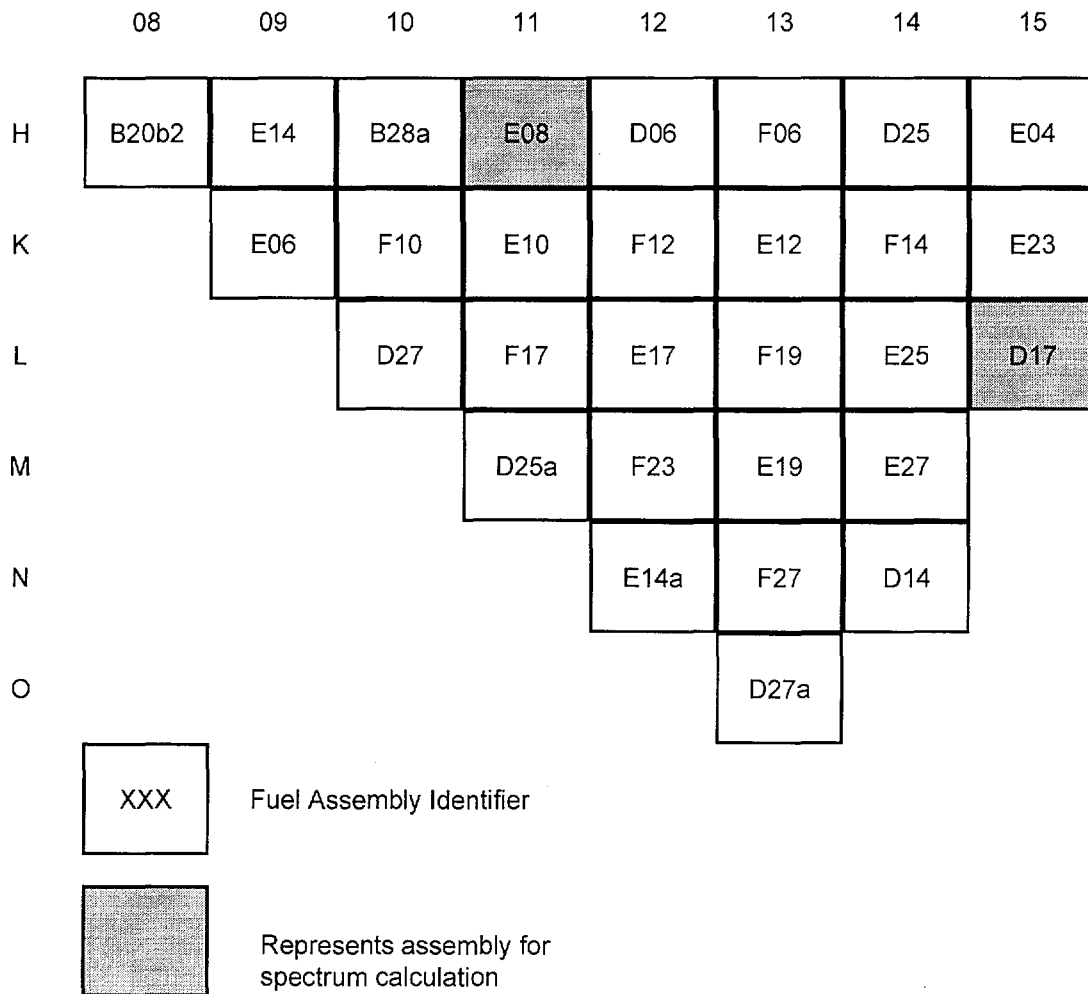 08 09 10 11 12 13 14 15
H B20b2 E14 B28a E08 D06 F06 D25 E04
K E06 F10 E10 F12 E12 F14 E23
L D27 F17 E17 F19 E25 D17
M D25a F23 E19 E27
N E14a F27 D14
O D27a
XXX Fuel Assembly Identifier
Represents assembly for
spectrum calculation